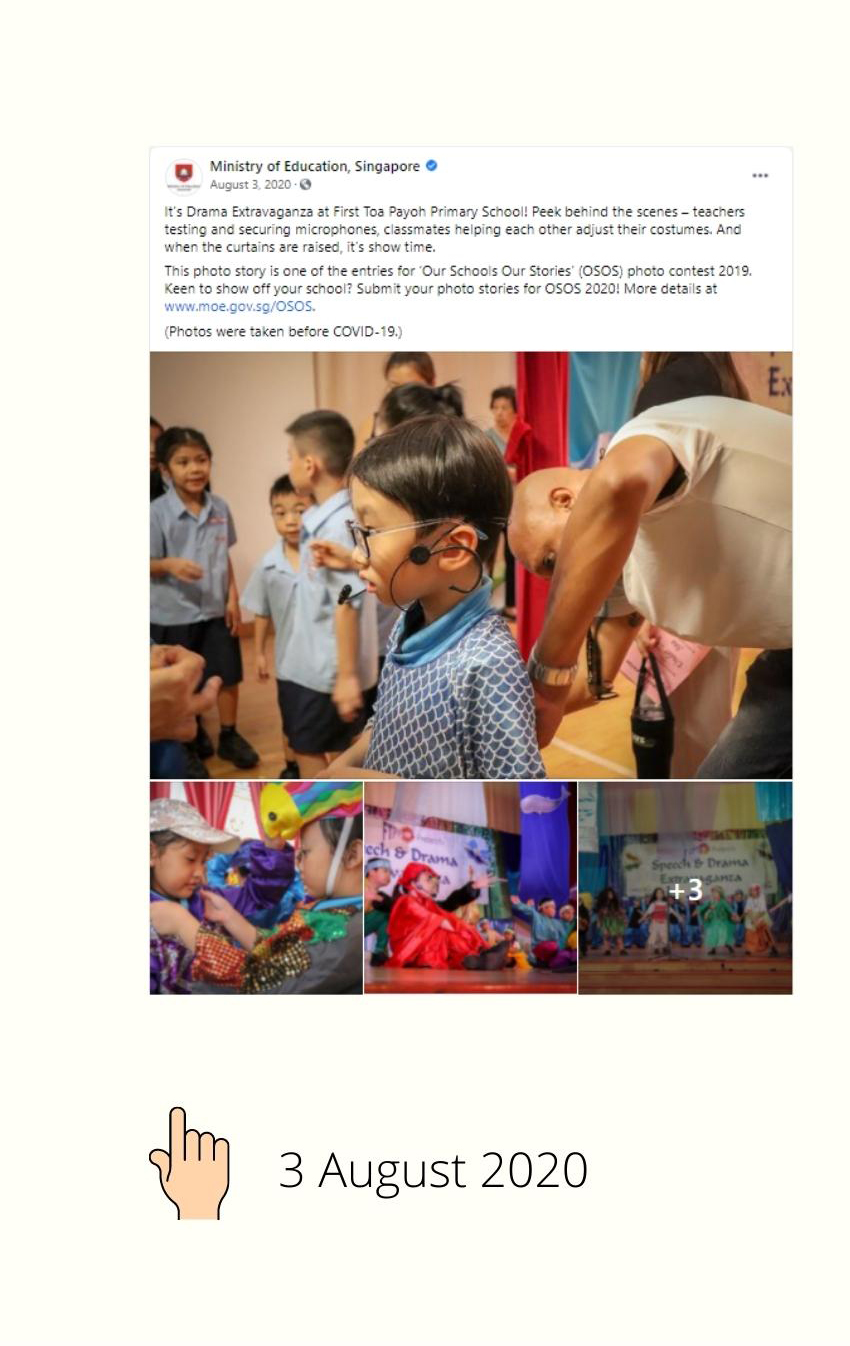 Ministry of Education, Singapore
August 3, 2020 ·
It's Drama Extravaganza at First Toa Payoh Primary School! Peek behind the scenes – teachers
testing and securing microphones, classmates helping each other adjust their costumes. And
when the curtains are raised, it's show time.
This photo story is one of the entries for 'Our Schools Our Stories' (OSOS) photo contest 2019.
Keen to show off your school? Submit your photo stories for OSOS 2020! More details at
www.moe.gov.sg/OSOS.
(Photos were taken before COVID-19.)
Ex
eech & Drama
Speech & Drama
Extravaganza
+3
3 August 2020